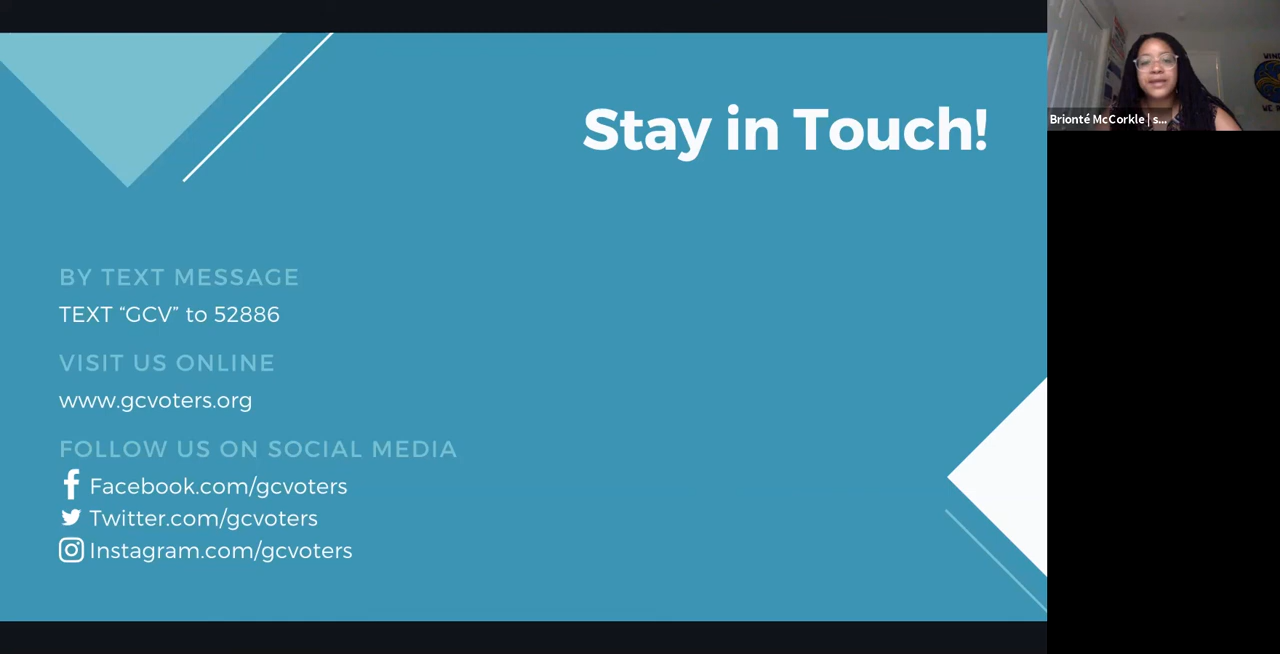 Stay in Touch!
BY TEXT MESSAGE
TEXT “GCV” to 52886
VISIT US ONLINE
www.gcvoters.org
FOLLOW US ON SOCIAL MEDIA
Facebook.com/gcvoters
Twitter.com/gcvoters
Instagram.com/gcvoters
Brionté McCorkle | s...